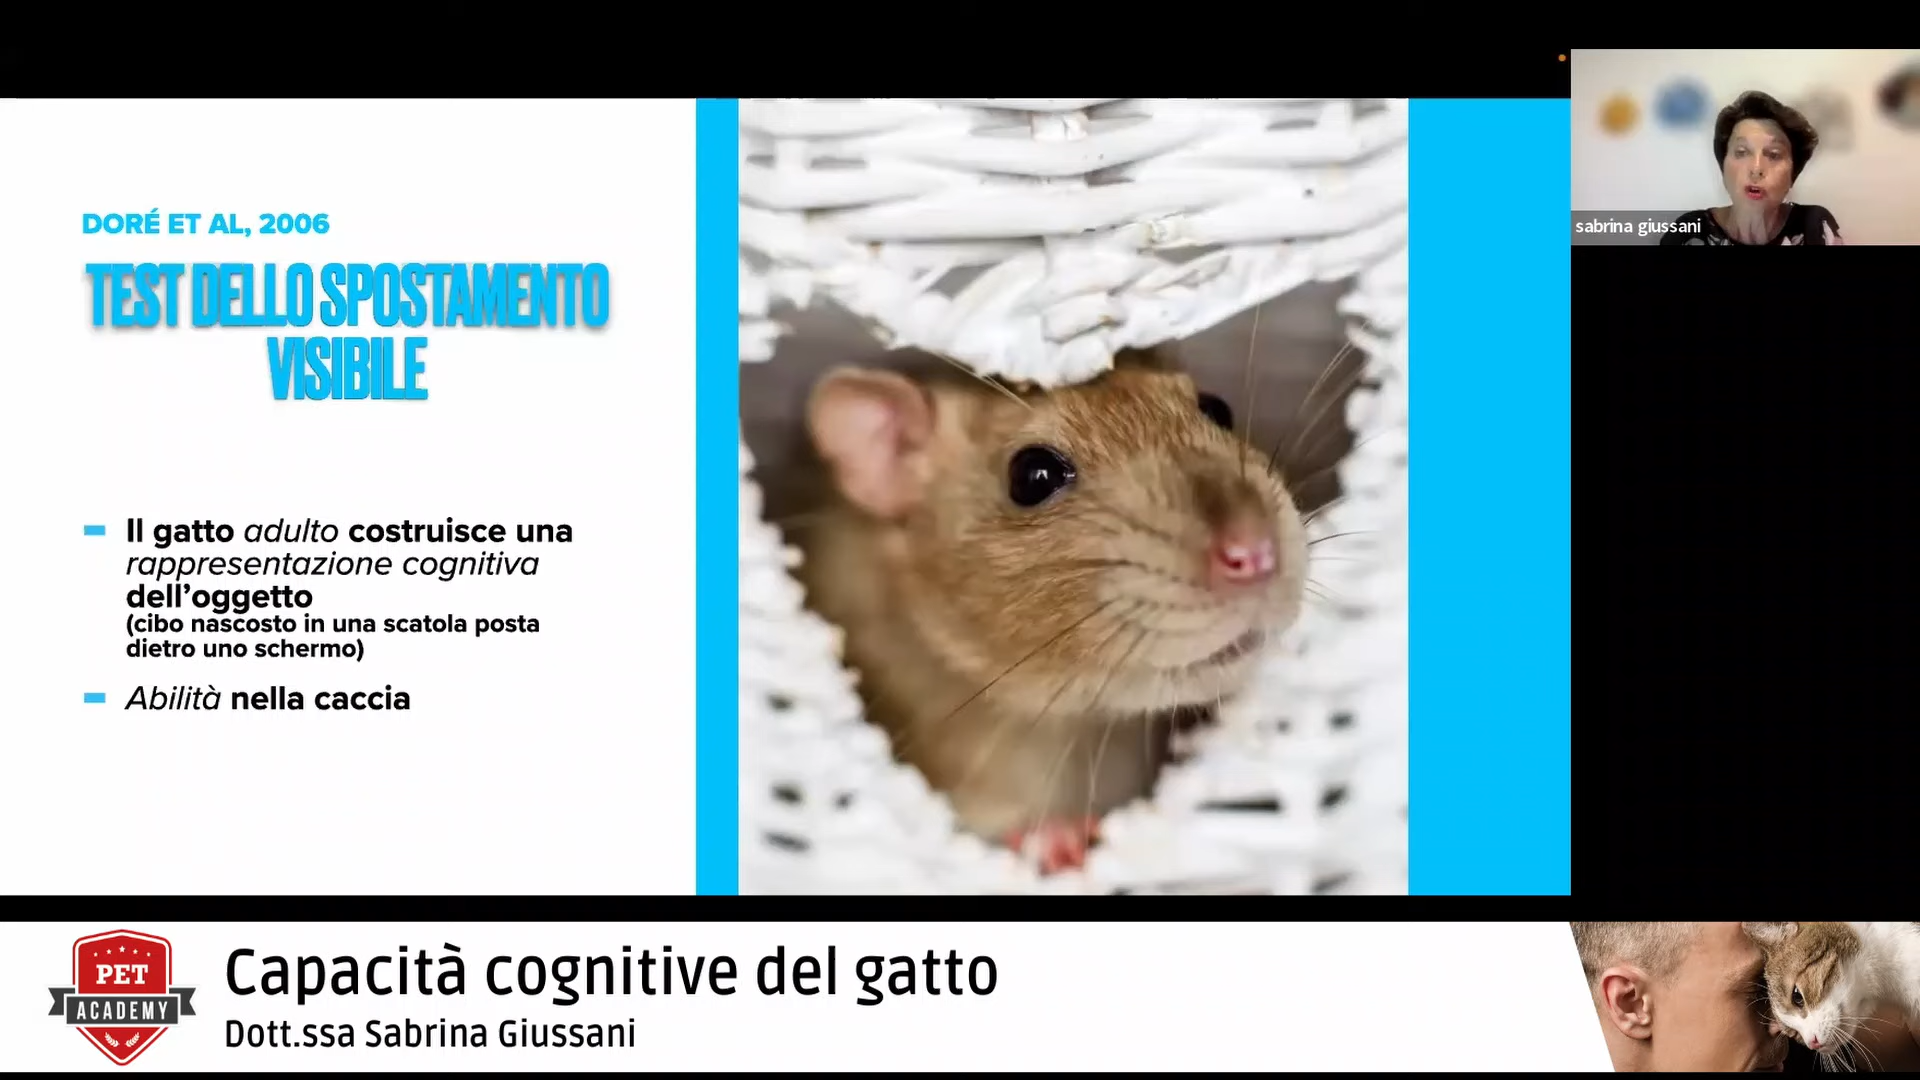 sabrina giussani
DORÉ ET AL, 2006
TEST DELLO SPOSTAMENTO
VISIBILE
Il gatto adulto costruisce una
rappresentazione cognitiva
dell'oggetto
(cibo nascosto in una scatola posta
dietro uno schermo)
Abilità nella caccia
PET
ACADEMY
Capacità cognitive del gatto
Dott.ssa Sabrina Giussani